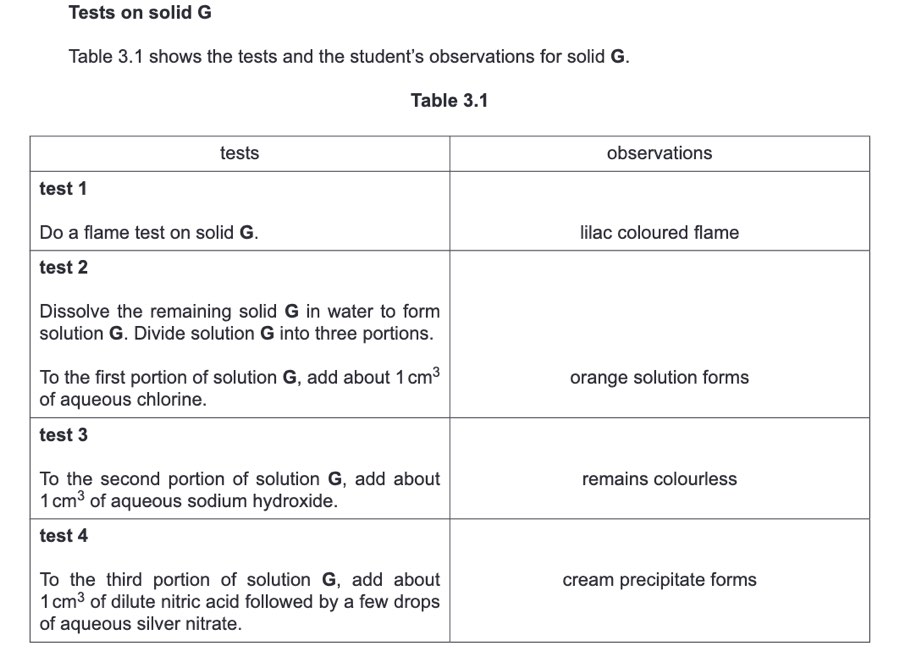 Tests on solid G
Table 3.1 shows the tests and the student's observations for solid G.
Table 3.1
tests
observations
test 1
Do a flame test on solid G.
lilac coloured flame
test 2
Dissolve the remaining solid G in water to form
solution G. Divide solution G into three portions.
To the first portion of solution G, add about 1 cm³
of aqueous chlorine.
orange solution forms
test 3
To the second portion of solution G, add about
1 cm³ of aqueous sodium hydroxide.
remains colourless
test 4
To the third portion of solution G, add about
1 cm³ of dilute nitric acid followed by a few drops
of aqueous silver nitrate.
cream precipitate forms